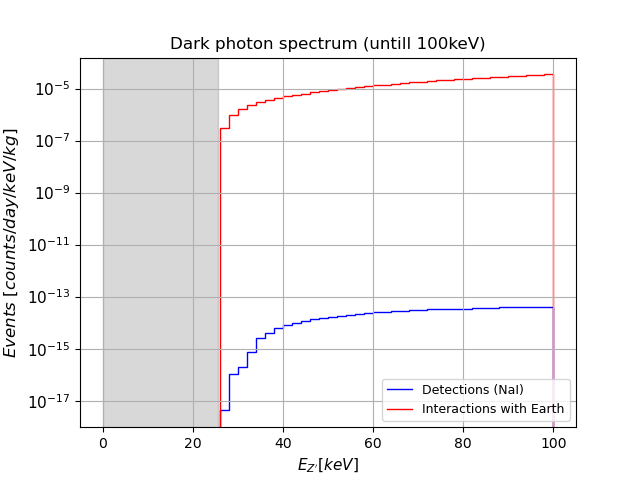 Dark photon spectrum (untill 100keV)
Events [counts/day/keV/kg]
10⁻⁵
10⁻⁷
10⁻⁹
10⁻¹¹
10⁻¹³
10⁻¹⁵
10⁻¹⁷
Detections (NaI)
Interactions with Earth
0 20 40 60 80 100
E_{Z'}[keV]